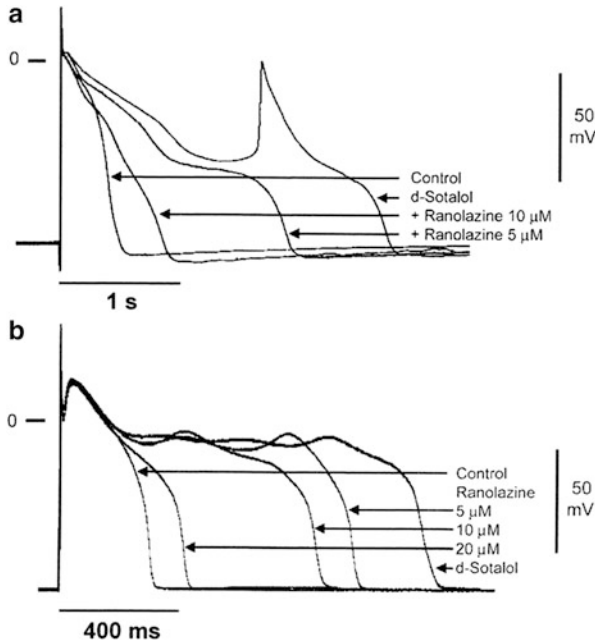 a
0
50
mV
Control
d-Sotalol
+ Ranolazine 10 µM
+ Ranolazine 5 µM
1 s
b
0
50
mV
Control
Ranolazine
5 µM
10 µM
20 µM
d-Sotalol
400 ms